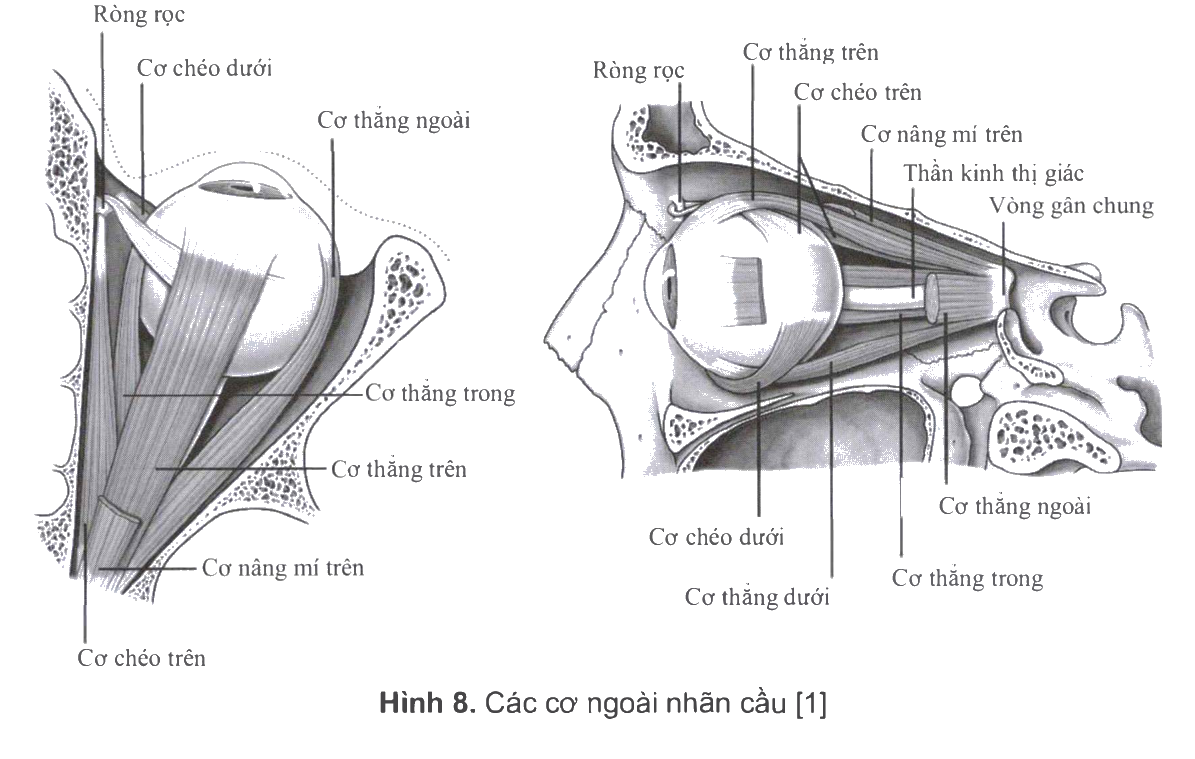 Ròng rọc
Cơ chéo dưới
Cơ thẳng ngoài
Cơ thẳng trong
Cơ thẳng trên
Cơ nâng mí trên
Cơ chéo trên
Ròng rọc
Cơ thẳng trên
Cơ chéo trên
Cơ nâng mí trên
Thần kinh thị giác
Vòng gân chung
Cơ thẳng ngoài
Cơ chéo dưới
Cơ thẳng trong
Cơ thẳng dưới
Hình 8. Các cơ ngoài nhãn cầu [1]